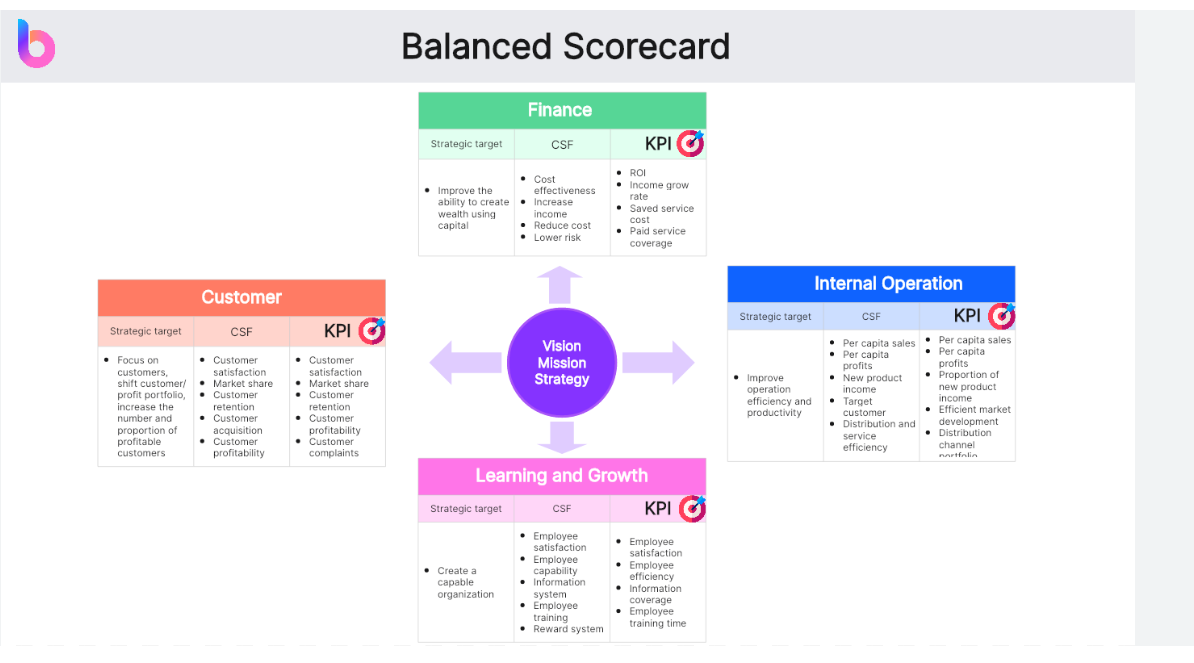 Balanced Scorecard
Finance
Strategic target
CSF
KPI
Improve the
ability to create
wealth using
capital
Cost
effectiveness
Increase
income
Reduce cost
Lower risk
ROI
Income grow
rate
Saved service
cost
Paid service
coverage
Customer
Strategic target
CSF
KPI
Focus on
customers,
shift customer/
profit portfolio,
increase the
number and
proportion of
profitable
customers
Customer
satisfaction
Market share
Customer
retention
Customer
acquisition
Customer
profitability
Customer
satisfaction
Market share
Customer
retention
Customer
profitability
Customer
complaints
Vision
Mission
Strategy
Internal Operation
Strategic target
CSF
KPI
Improve
operation
efficiency and
productivity
Per capita sales
Per capita
profits
New product
income
Target
customer
Distribution and
service
efficiency
Per capita sales
Per capita
profits
Proportion of
new product
income
Efficient market
development
Distribution
channel
portfolio
Learning and Growth
Strategic target
CSF
KPI
Create a
capable
organization
Employee
satisfaction
Employee
capability
Information
system
Employee
training
Reward system
Employee
satisfaction
Employee
efficiency
Information
coverage
Employee
training time